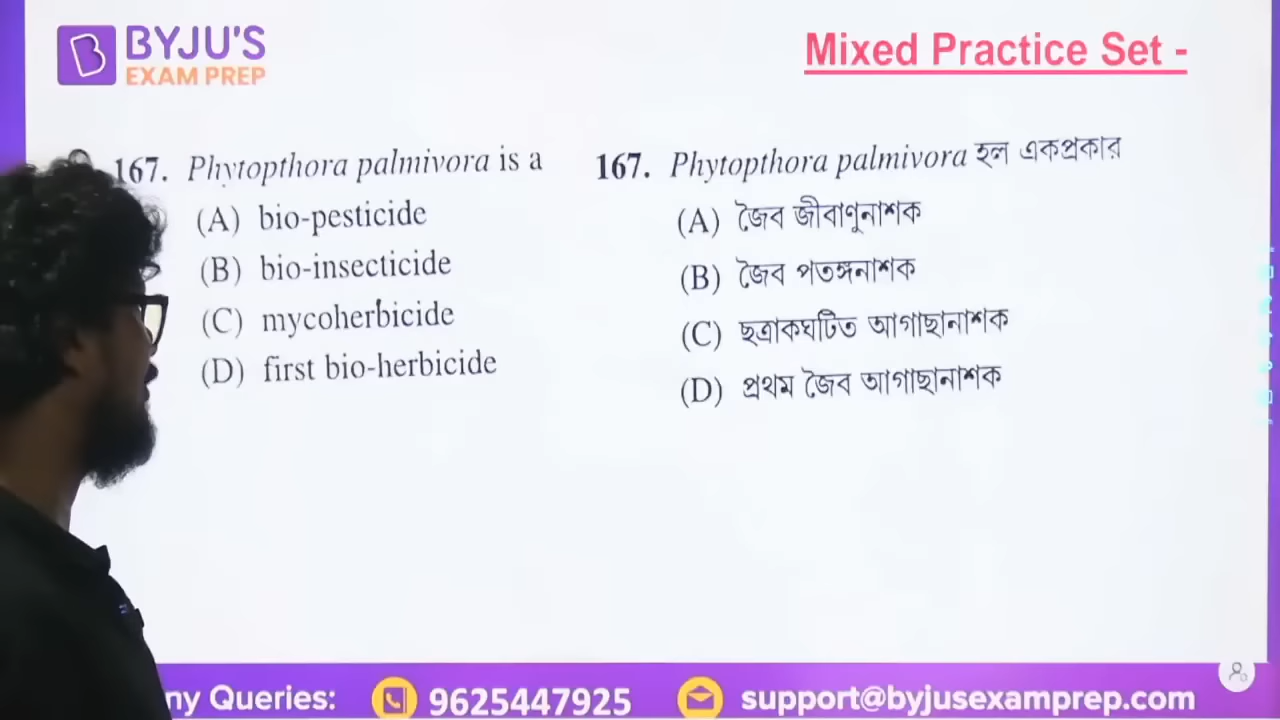 BYJU'S
EXAM PREP
Mixed Practice Set -
167. Phytopthora palmivora is a
(A) bio-pesticide
(B) bio-insecticide
(C) mycoherbicide
(D) first bio-herbicide
167. Phytopthora palmivora হল একপ্রকার
(A) জৈব জীবাণুনাশক
(B) জৈব পতঙ্গনাশক
(C) ছত্রাকঘটিত আগাছানাশক
(D) প্রথম জৈব আগাছানাশক
ny Queries: 9625447925 support@byjusexamprep.com